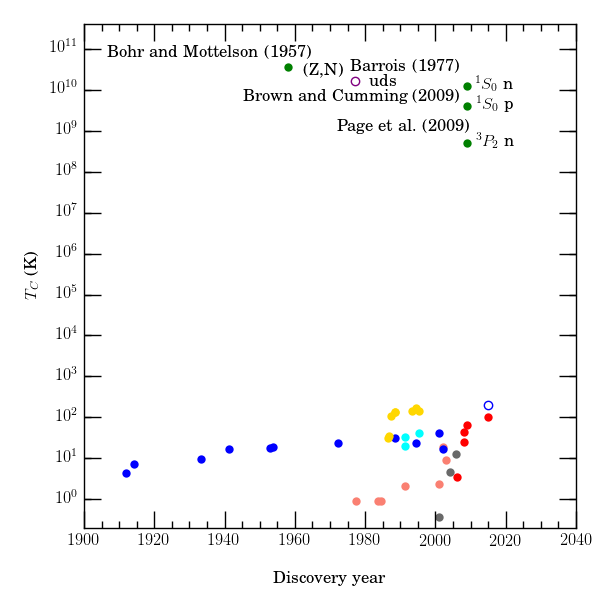 10¹¹
Bohr and Mottelson (1957)
(Z,N)
Barrois (1977)
uds
10¹⁰
¹S₀ n
Brown and Cumming (2009)
¹S₀ p
10⁹
Page et al. (2009)
³P₂ n
10⁸
10⁷
10⁶
T_C (K)
10⁵
10⁴
10³
10²
10¹
10⁰
1900 1920 1940 1960 1980 2000 2020 2040
Discovery year